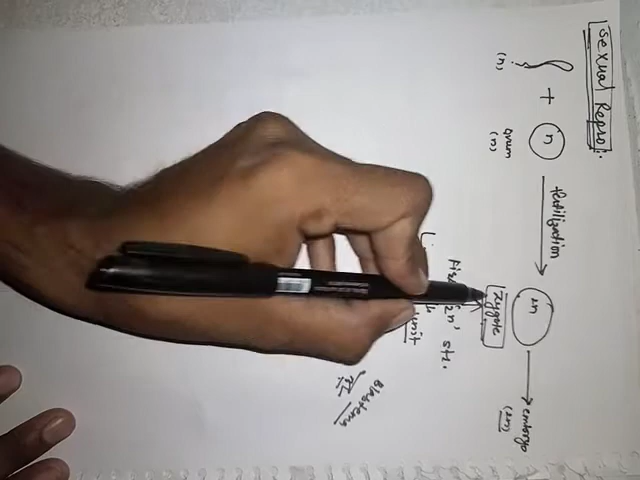 Sexual Repro:
+ n
(n) ovum (n)
fertilization
2n
Zygote
embryo
(2n)
'2n' str.
unit
Blastema